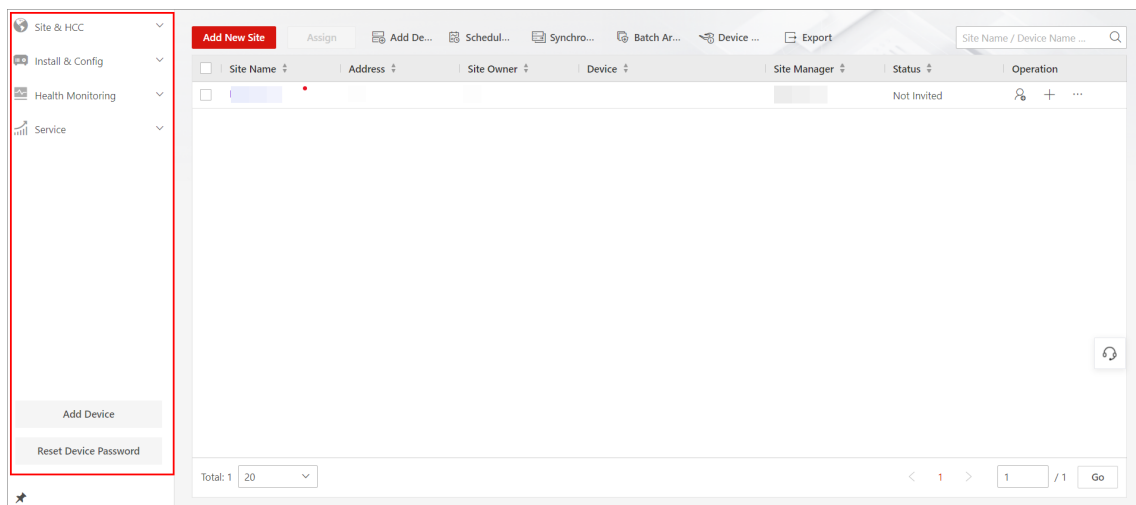 Site & HCC
Install & Config
Health Monitoring
Service
Add Device
Reset Device Password
Add New Site Assign Add De... Schedul... Synchro... Batch Ar... Device ... Export Site Name / Device Name ...
Site Name Address Site Owner Device Site Manager Status Operation
Not Invited
Total: 1 20 < 1 > 1 / 1 Go